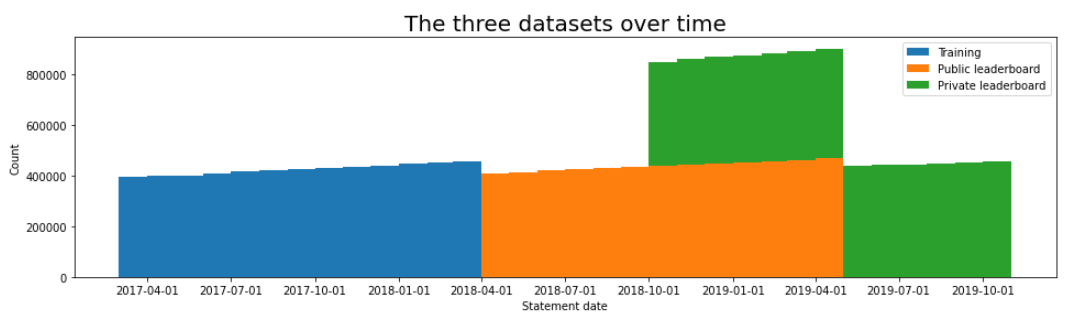 The three datasets over time
Training
Public leaderboard
Private leaderboard
Count
800000
600000
400000
200000
0
2017-04-01 2017-07-01 2017-10-01 2018-01-01 2018-04-01 2018-07-01 2018-10-01 2019-01-01 2019-04-01 2019-07-01 2019-10-01
Statement date